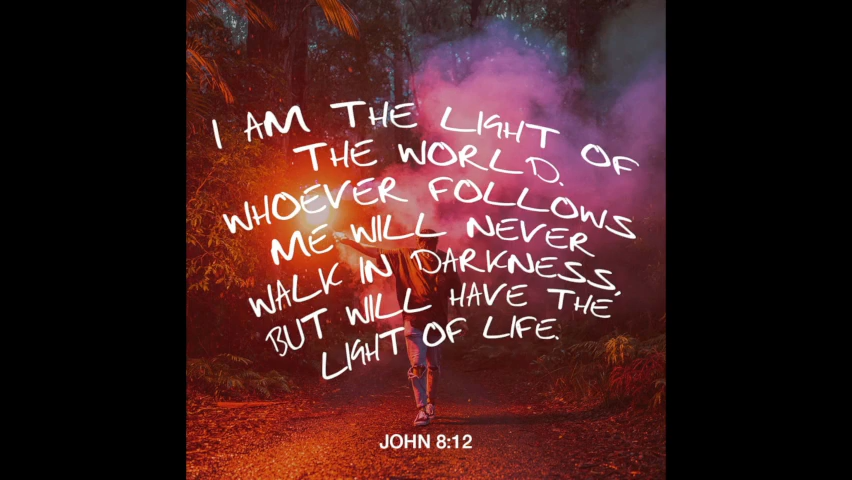 I AM THE LIGHT OF
THE WORLD.
WHOEVER FOLLOWS
ME WILL NEVER
WALK IN DARKNESS,
BUT WILL HAVE THE
LIGHT OF LIFE.
JOHN 8:12